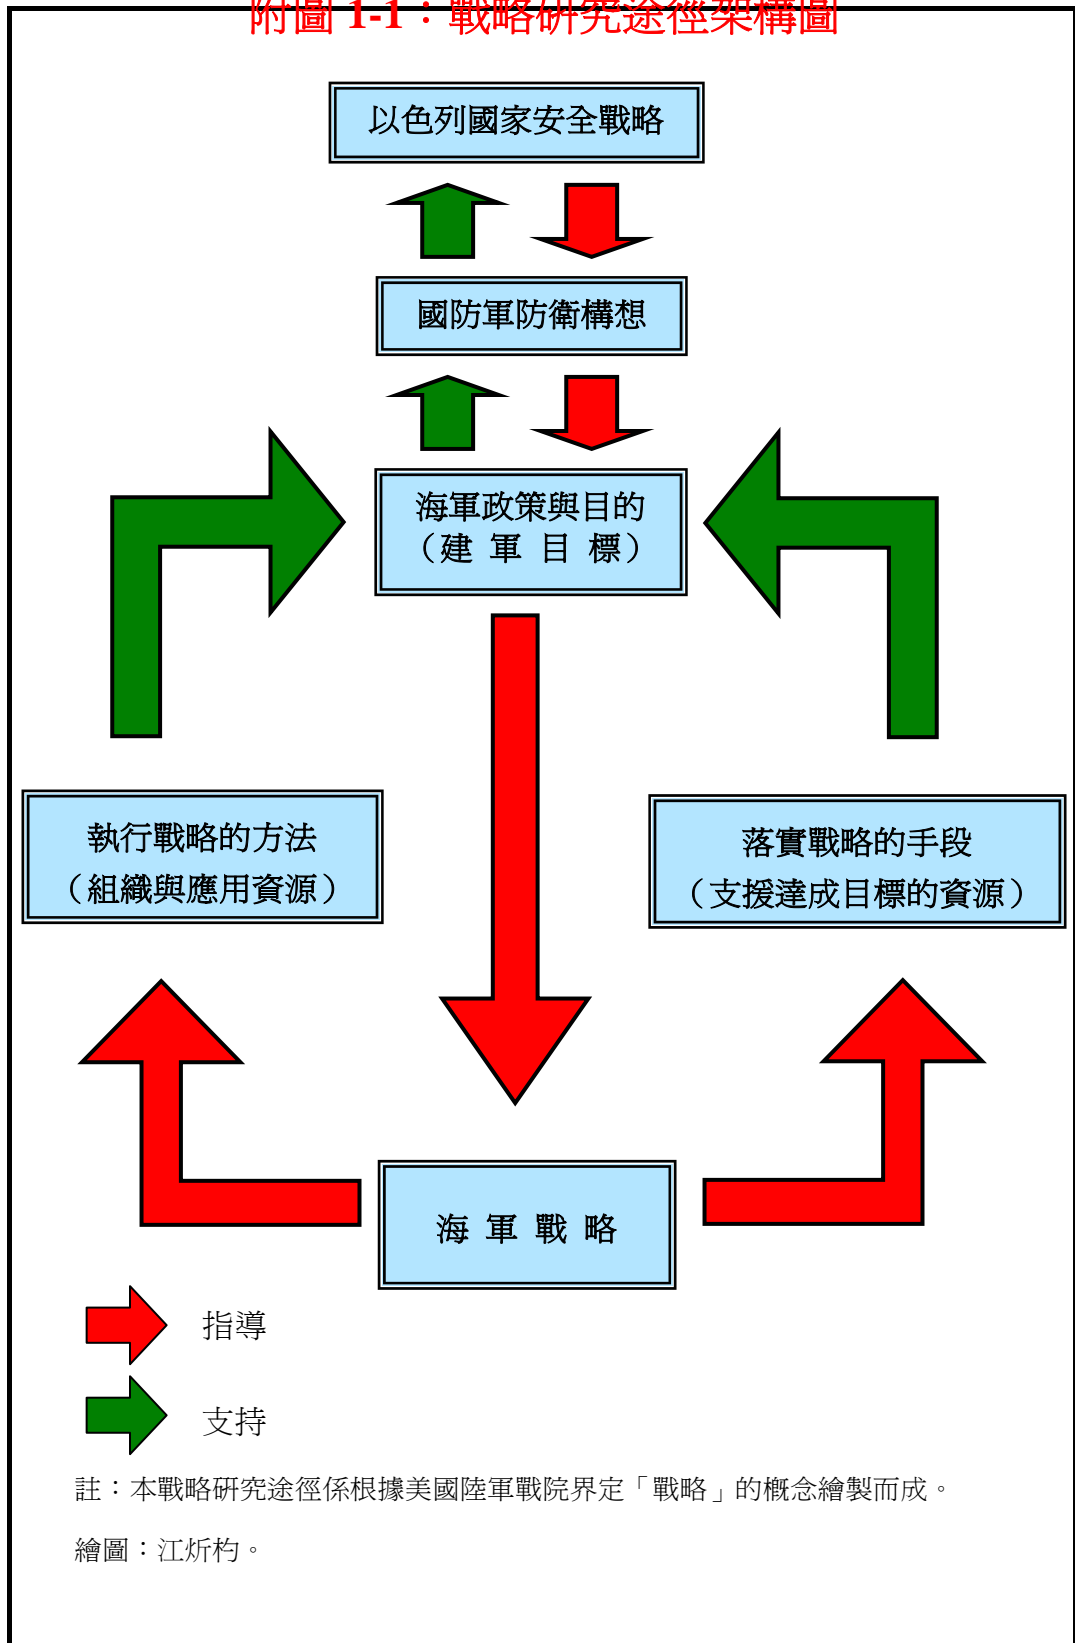 附圖 1-1：戰略研究途徑架構圖
以色列國家安全戰略
國防軍防衛構想
海軍政策與目的
（建 軍 目 標）
執行戰略的方法
（組織與應用資源）
落實戰略的手段
（支援達成目標的資源）
海 軍 戰 略
指導
支持
註：本戰略研究途徑係根據美國陸軍戰院界定「戰略」的概念繪製而成。
繪圖：江炘杓。